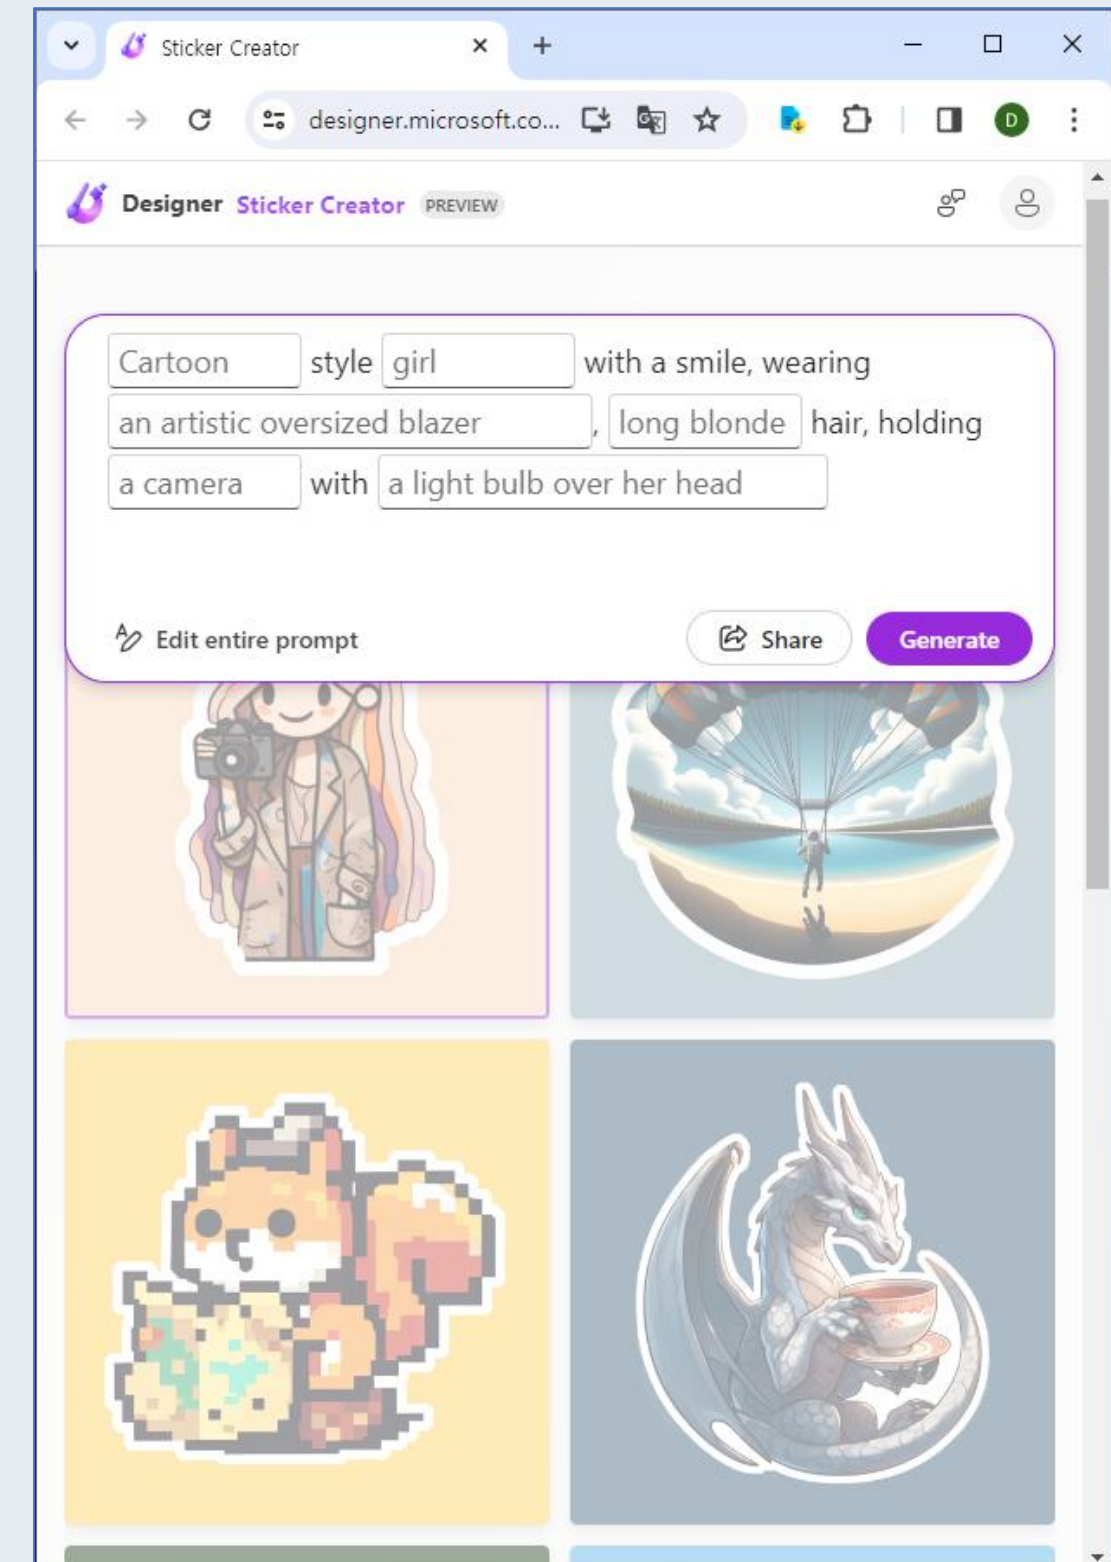 Sticker Creator
designer.microsoft.co...
D
Designer Sticker Creator PREVIEW
Cartoon style girl with a smile, wearing
an artistic oversized blazer , long blonde hair, holding
a camera with a light bulb over her head
Edit entire prompt Share Generate